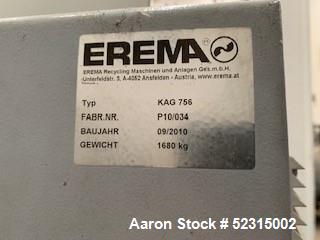 EREMA
EREMA Recycling Maschinen und Anlagen Ges.m.b.H.
Unterfeldstr. 3, A-4052 Ansfelden - Austria, www.erema.at
Typ KAG 756
FABR.NR. P10/034
BAUJAHR 09/2010
GEWICHT 1680 kg
Aaron Stock # 52315002